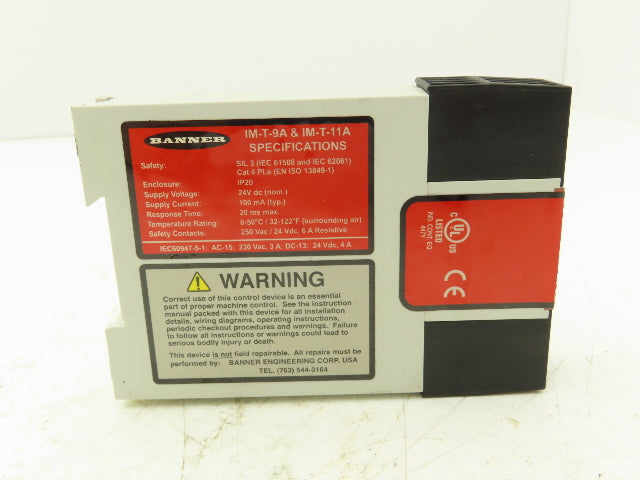 BANNER
IM-T-9A & IM-T-11A
SPECIFICATIONS
Safety: SIL 3 (IEC 61508 and IEC 62061)
Cat 4 PLe (EN ISO 13849-1)
Enclosure: IP20
Supply Voltage: 24V dc (nom.)
Supply Current: 100 mA (typ.)
Response Time: 20 ms max.
Temperature Rating: 0-50°C / 32-122°F (surrounding air)
Safety Contacts: 250 Vac / 24 Vdc, 6 A Resistive
IEC60947-5-1: AC-15: 230 Vac, 3 A; DC-13: 24 Vdc, 4 A
WARNING
Correct use of this control device is an essential
part of proper machine control. See the instruction
manual packed with this device for all installation
details, wiring diagrams, operating instructions,
periodic checkout procedures and warnings. Failure
to follow all instructions or warnings could lead to
serious bodily injury or death.
This device is not field repairable. All repairs must be
performed by: BANNER ENGINEERING CORP. USA
TEL. (763) 544-3164
C UL US
LISTED
IND. CONT. EQ.
447Y
CE